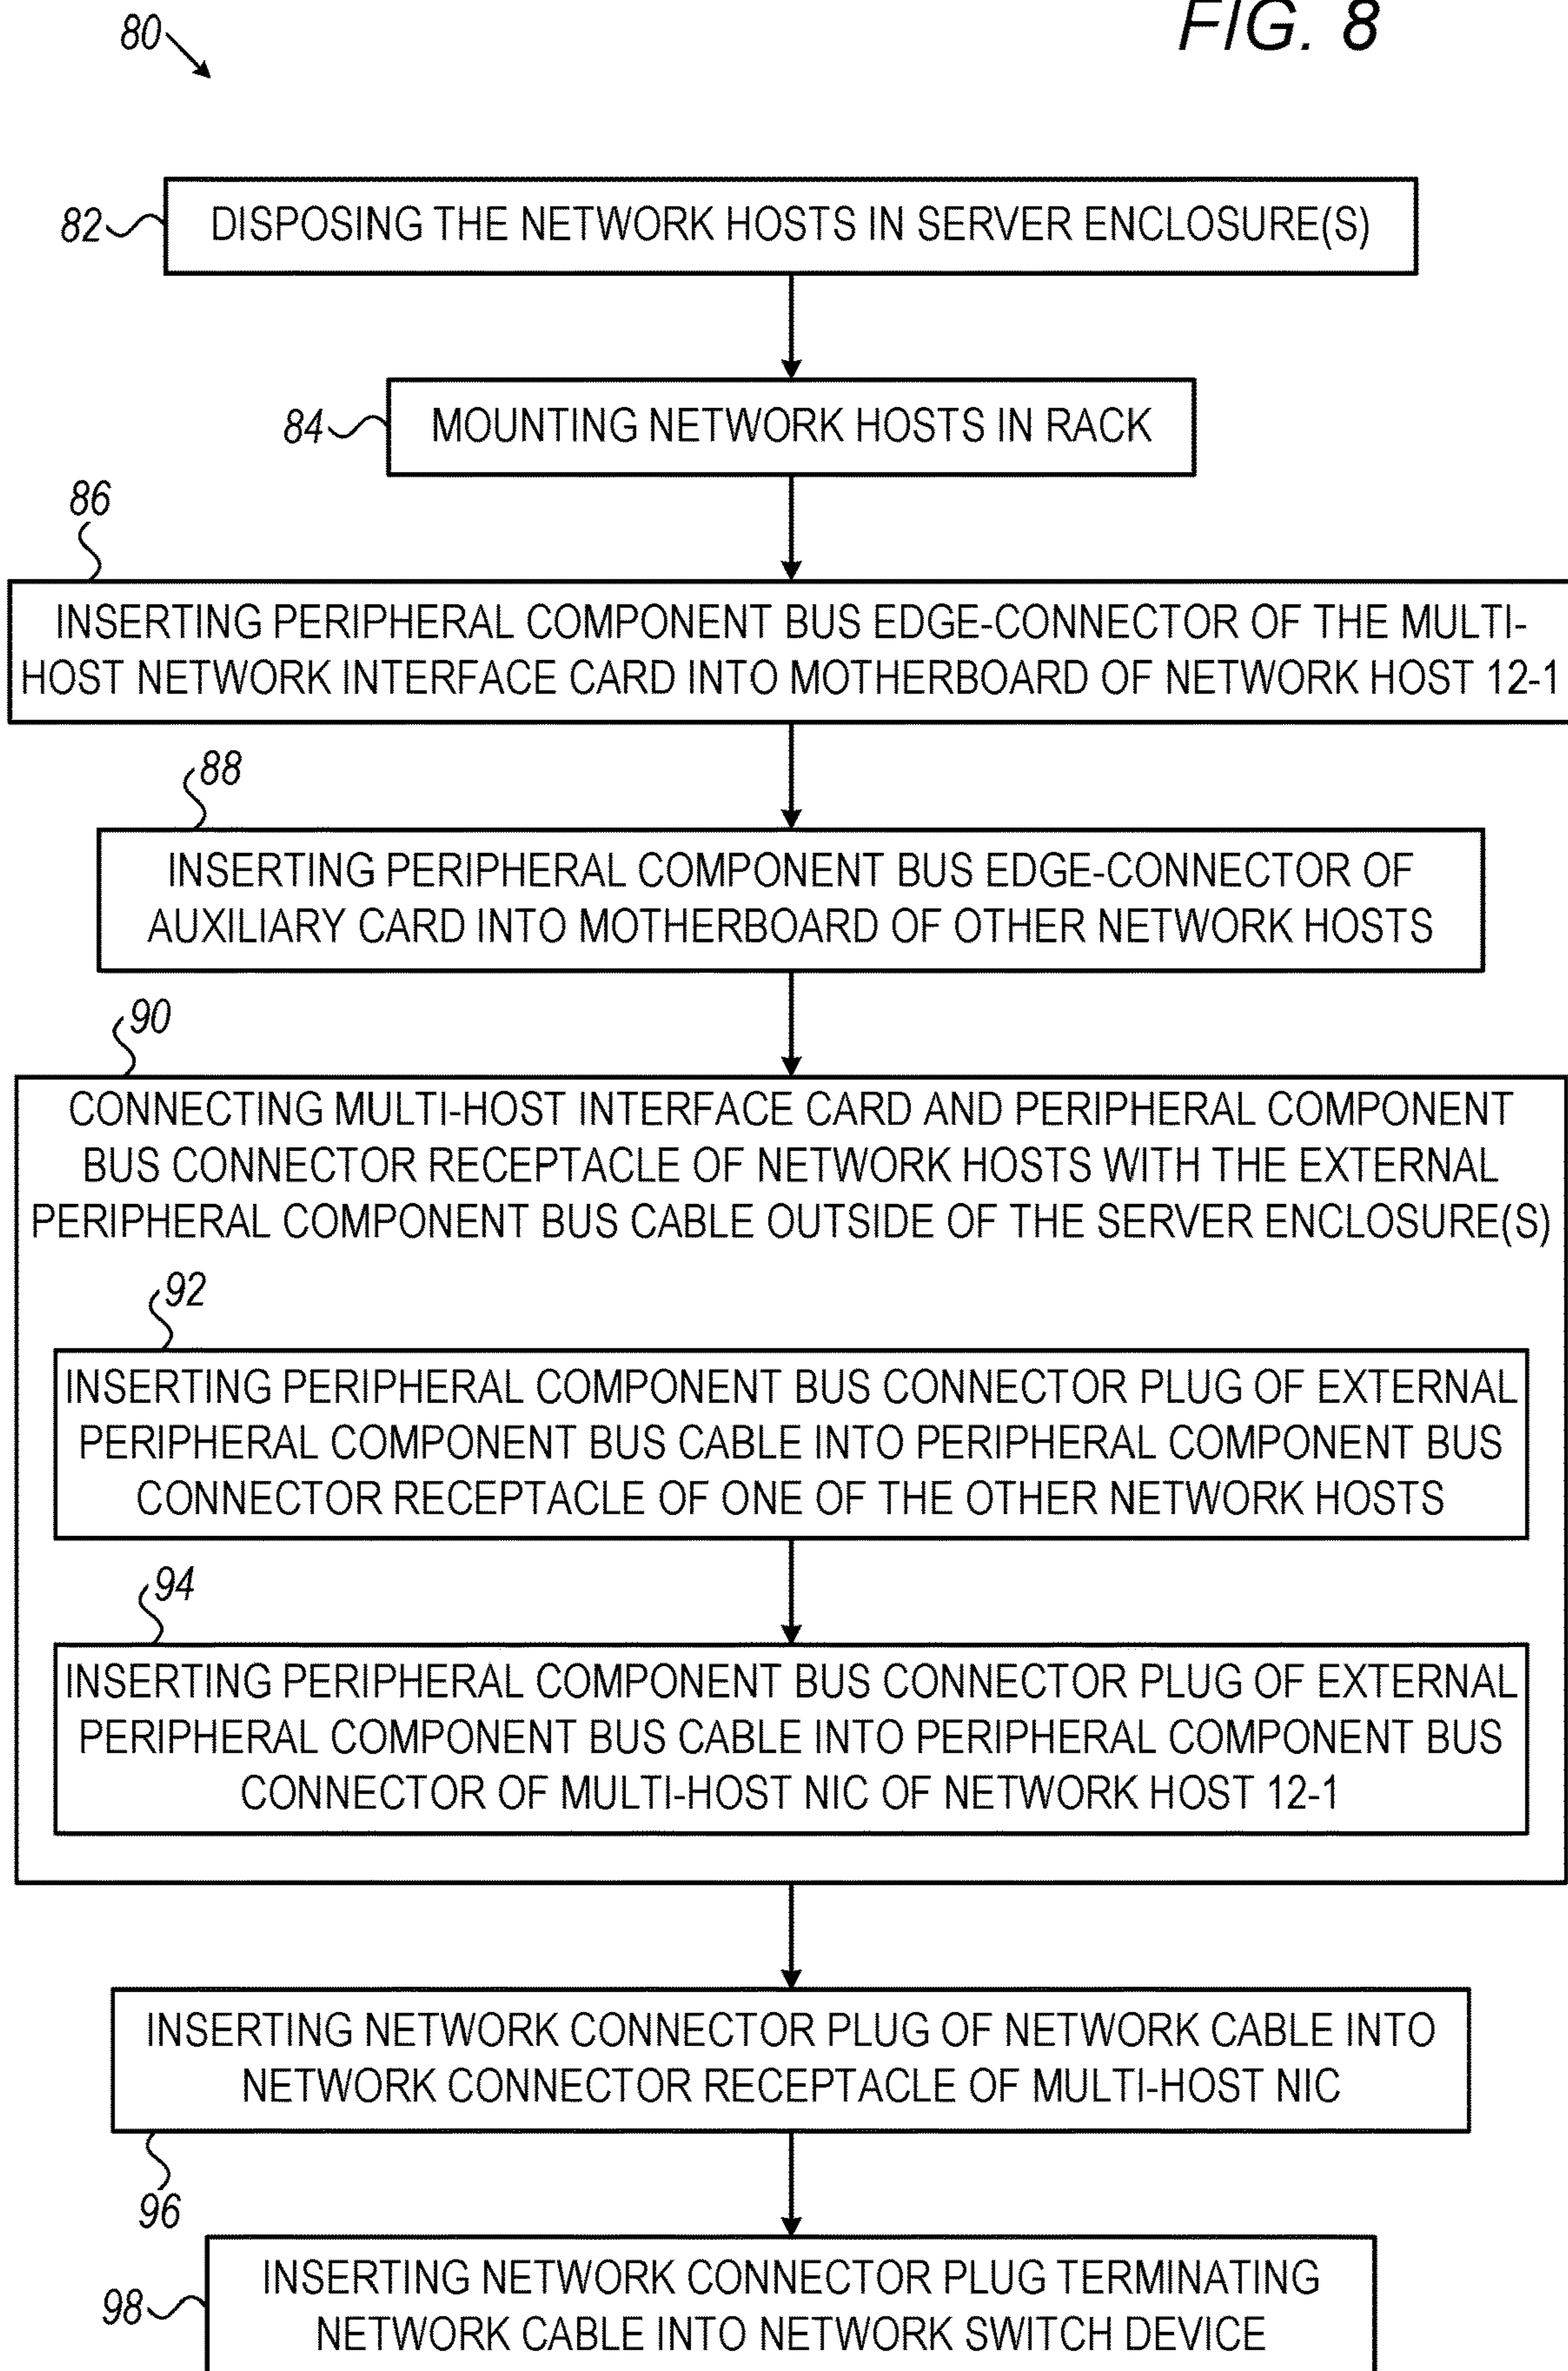 80
FIG. 8
82
DISPOSING THE NETWORK HOSTS IN SERVER ENCLOSURE(S)
84
MOUNTING NETWORK HOSTS IN RACK
86
INSERTING PERIPHERAL COMPONENT BUS EDGE-CONNECTOR OF THE MULTI-
HOST NETWORK INTERFACE CARD INTO MOTHERBOARD OF NETWORK HOST 12-1
88
INSERTING PERIPHERAL COMPONENT BUS EDGE-CONNECTOR OF
AUXILIARY CARD INTO MOTHERBOARD OF OTHER NETWORK HOSTS
90
CONNECTING MULTI-HOST INTERFACE CARD AND PERIPHERAL COMPONENT
BUS CONNECTOR RECEPTACLE OF NETWORK HOSTS WITH THE EXTERNAL
PERIPHERAL COMPONENT BUS CABLE OUTSIDE OF THE SERVER ENCLOSURE(S)
92
INSERTING PERIPHERAL COMPONENT BUS CONNECTOR PLUG OF EXTERNAL
PERIPHERAL COMPONENT BUS CABLE INTO PERIPHERAL COMPONENT BUS
CONNECTOR RECEPTACLE OF ONE OF THE OTHER NETWORK HOSTS
94
INSERTING PERIPHERAL COMPONENT BUS CONNECTOR PLUG OF EXTERNAL
PERIPHERAL COMPONENT BUS CABLE INTO PERIPHERAL COMPONENT BUS
CONNECTOR OF MULTI-HOST NIC OF NETWORK HOST 12-1
INSERTING NETWORK CONNECTOR PLUG OF NETWORK CABLE INTO
NETWORK CONNECTOR RECEPTACLE OF MULTI-HOST NIC
96
98
INSERTING NETWORK CONNECTOR PLUG TERMINATING
NETWORK CABLE INTO NETWORK SWITCH DEVICE